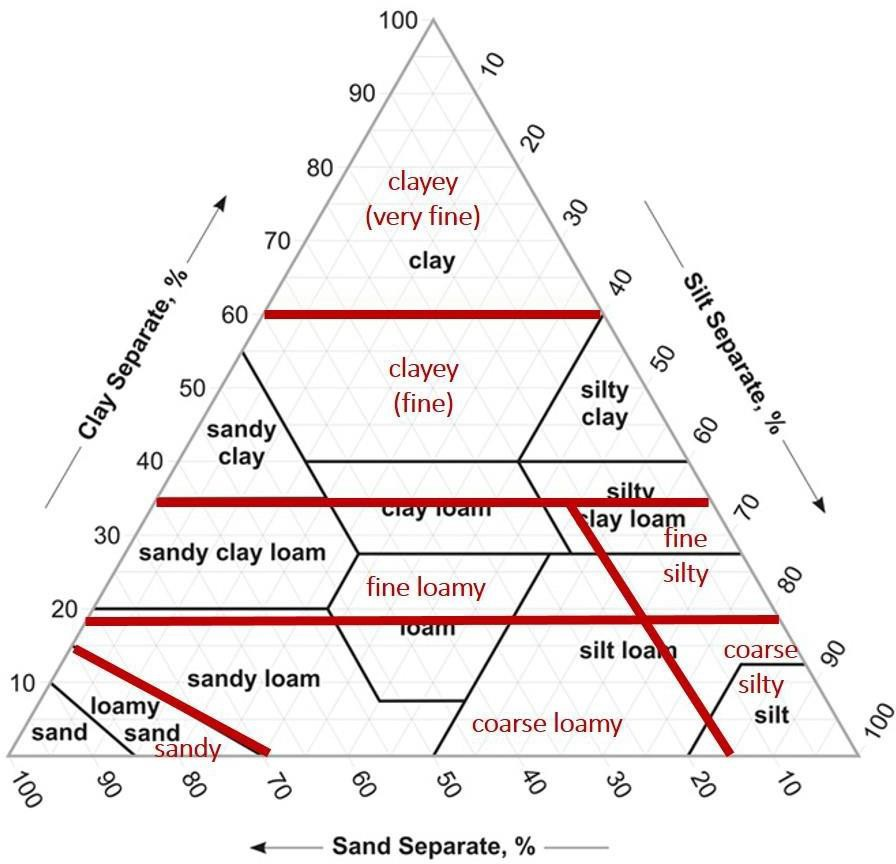 100
10
90
20
80
clayey
(very fine)
30
70
clay
40
60
Clay Separate, %
Silt Separate, %
50
clayey
(fine)
50
silty
clay
sandy
clay
60
40
silty
clay loam
clay loam
70
30
sandy clay loam
fine
silty
fine loamy
80
20
loam
silt loam
coarse
silty
90
10
sandy loam
loamy
sand
sand
sandy
coarse loamy
silt
100
100
90
80
70
60
50
40
30
20
10
Sand Separate, %